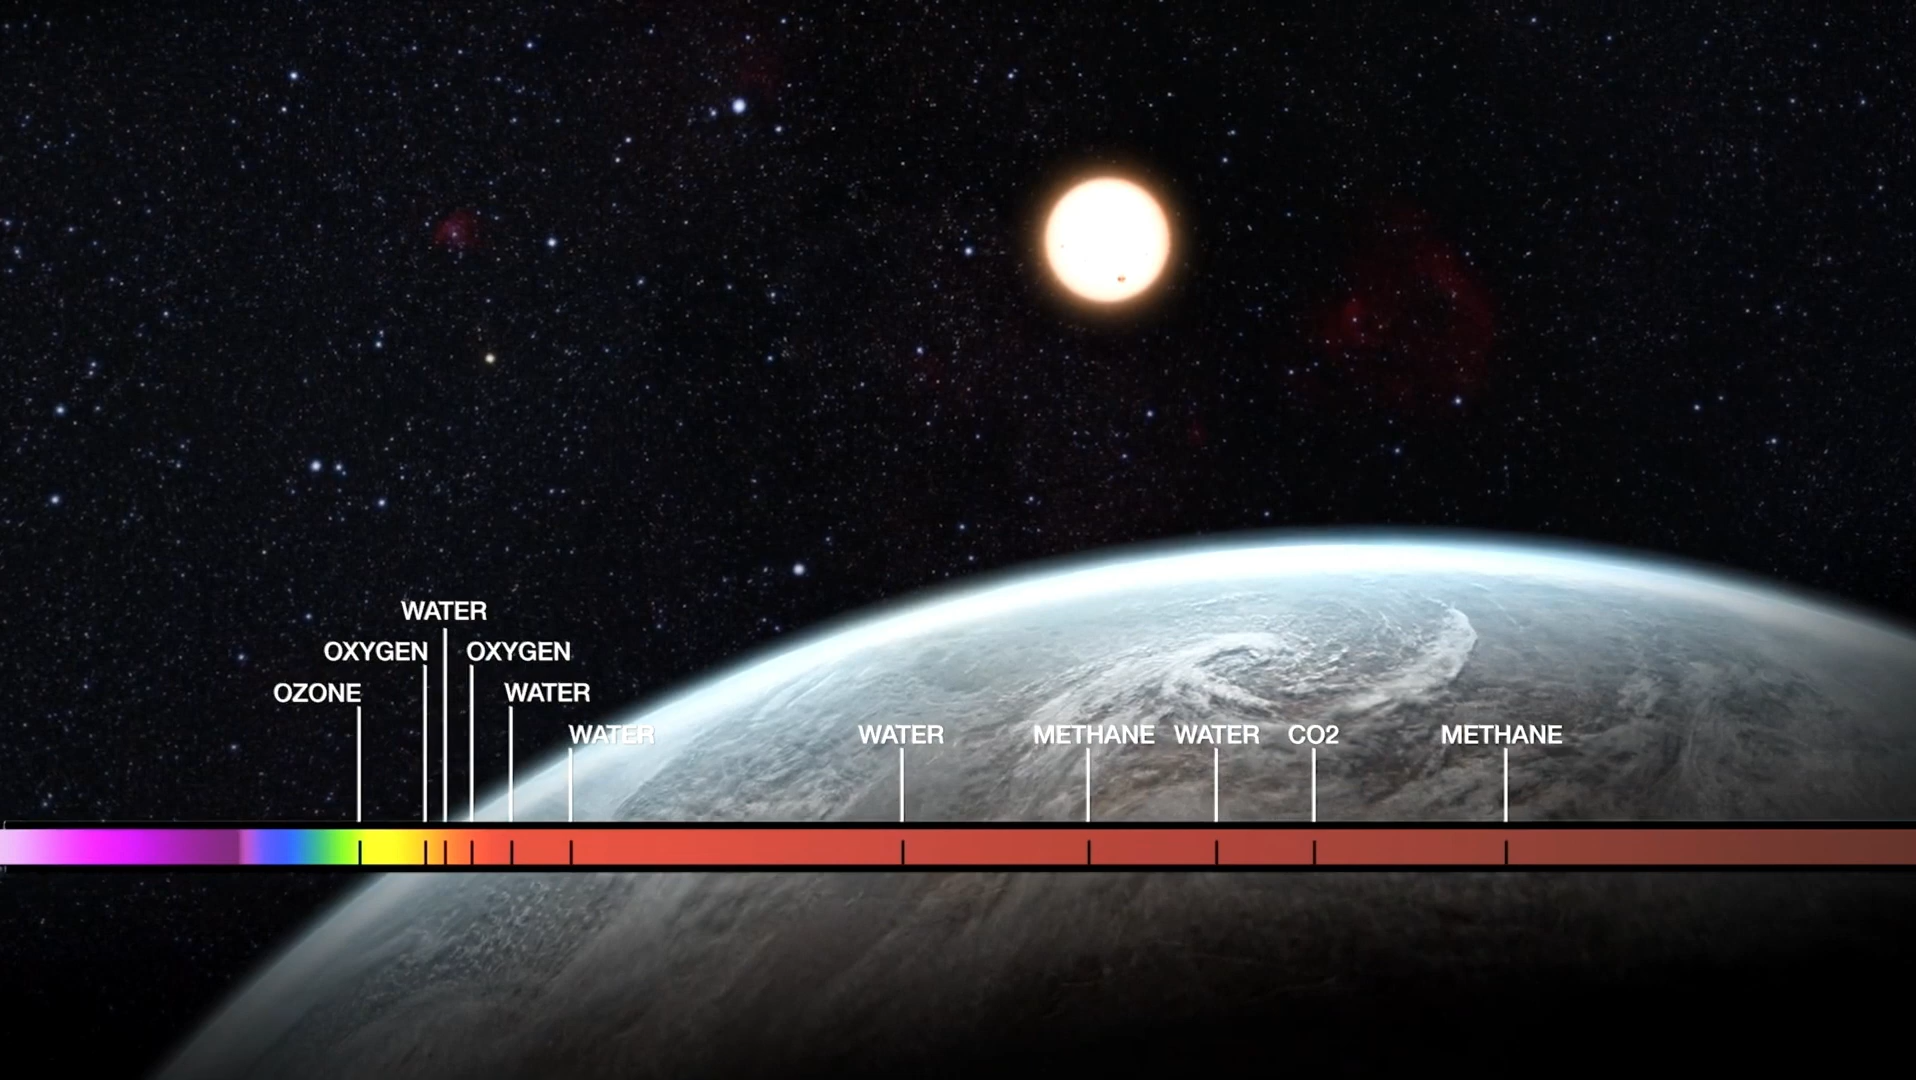 WATER
OXYGEN OXYGEN
OZONE WATER
WATER WATER METHANE WATER CO2 METHANE